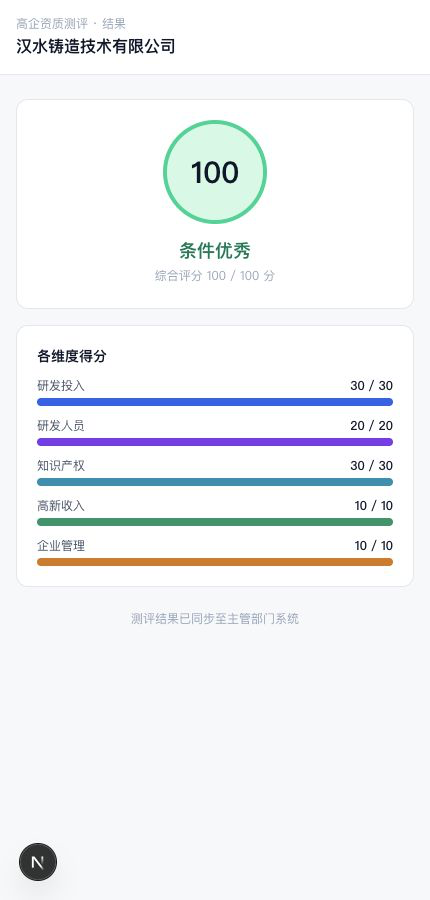 高企资质测评 · 结果
汉水铸造技术有限公司
100
条件优秀
综合评分 100 / 100 分
各维度得分
研发投入 30 / 30
研发人员 20 / 20
知识产权 30 / 30
高新收入 10 / 10
企业管理 10 / 10
测评结果已同步至主管部门系统
N